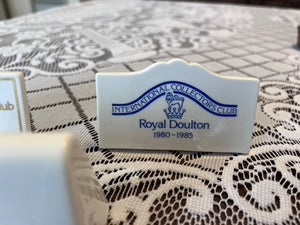 INTERNATIONAL COLLECTORS CLUB
Royal Doulton
1980-1985